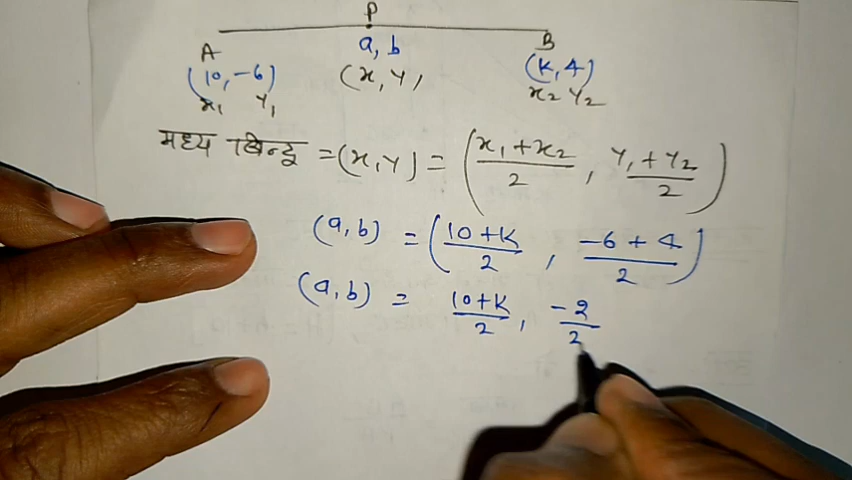 P
A a, b B
(10, -6) (x, y) (K, 4)
x₁ y₁ x₂ y₂
मध्य बिन्दू = (x, y) = (x₁ + x₂ / 2 , y₁ + y₂ / 2)
(a, b) = (10 + K / 2 , -6 + 4 / 2)
(a, b) = 10 + K / 2 , -2 / 2